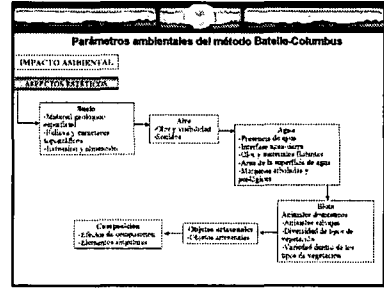 Parámetros ambientales del método Batelle-Columbus
IMPACTO AMBIENTAL
ASPECTOS ESTÉTICOS
Suelo
-Material geológico
superficial
-Relieve y caracteres
topográficos
-Extensión y alineación
Aire
-Olor y visibilidad
-Sonidos
Agua
-Presencia de agua
-Interfase agua-tierra
-Olor y materiales flotantes
-Area de la superficie de agua
-Márgenes arboladas y
geológicas
Biota
Animales domésticos
-Animales salvajes
-Diversidad de tipos de
vegetación
-Variedad dentro de los
tipos de vegetación
Objetos artesanales
-Objetos artesanales
Composición
-Efectos de composición
-Elementos singulares